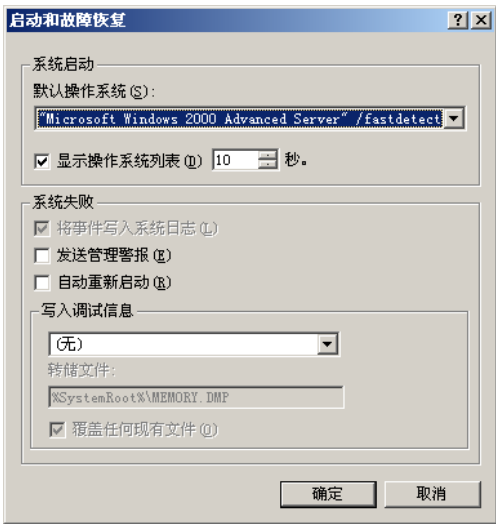 启动和故障恢复
系统启动
默认操作系统(S):
"Microsoft Windows 2000 Advanced Server" /fastdetect
显示操作系统列表(D) 10 秒。
系统失败
将事件写入系统日志(L)
发送管理警报(E)
自动重新启动(R)
写入调试信息
(无)
转储文件:
%SystemRoot%\MEMORY.DMP
覆盖任何现有文件(O)
确定 取消